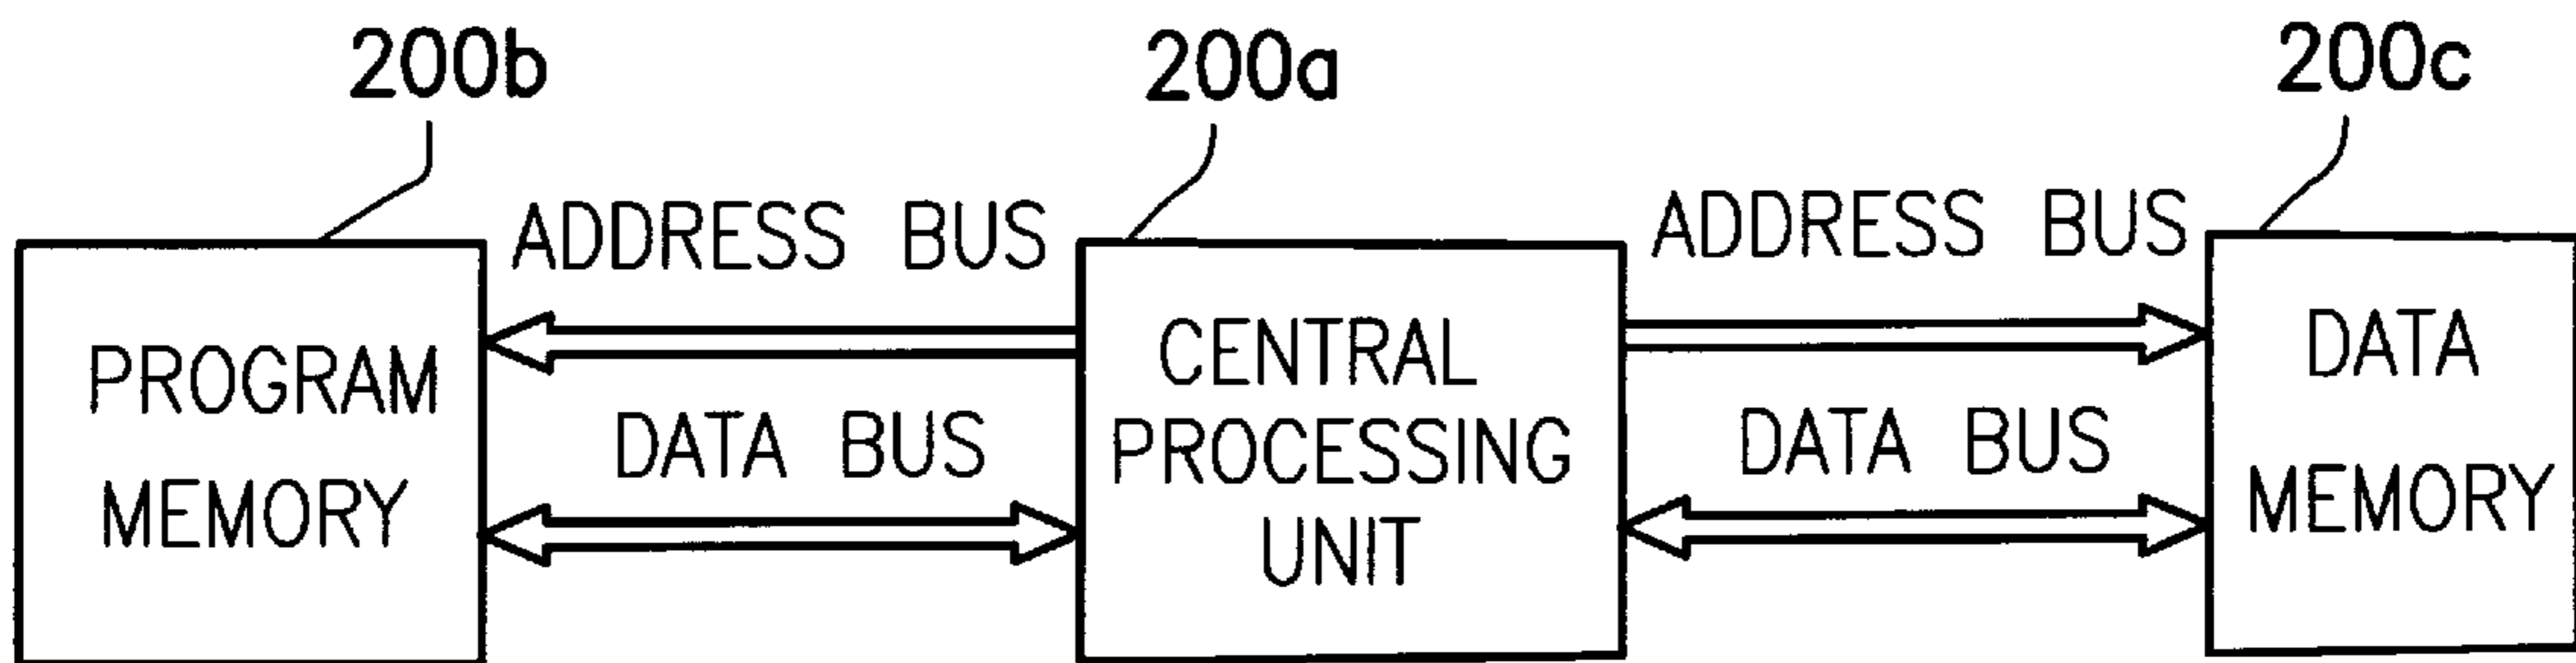 200b
200a
200c
ADDRESS BUS
ADDRESS BUS
PROGRAM
MEMORY
DATA BUS
CENTRAL
PROCESSING
UNIT
DATA BUS
DATA
MEMORY